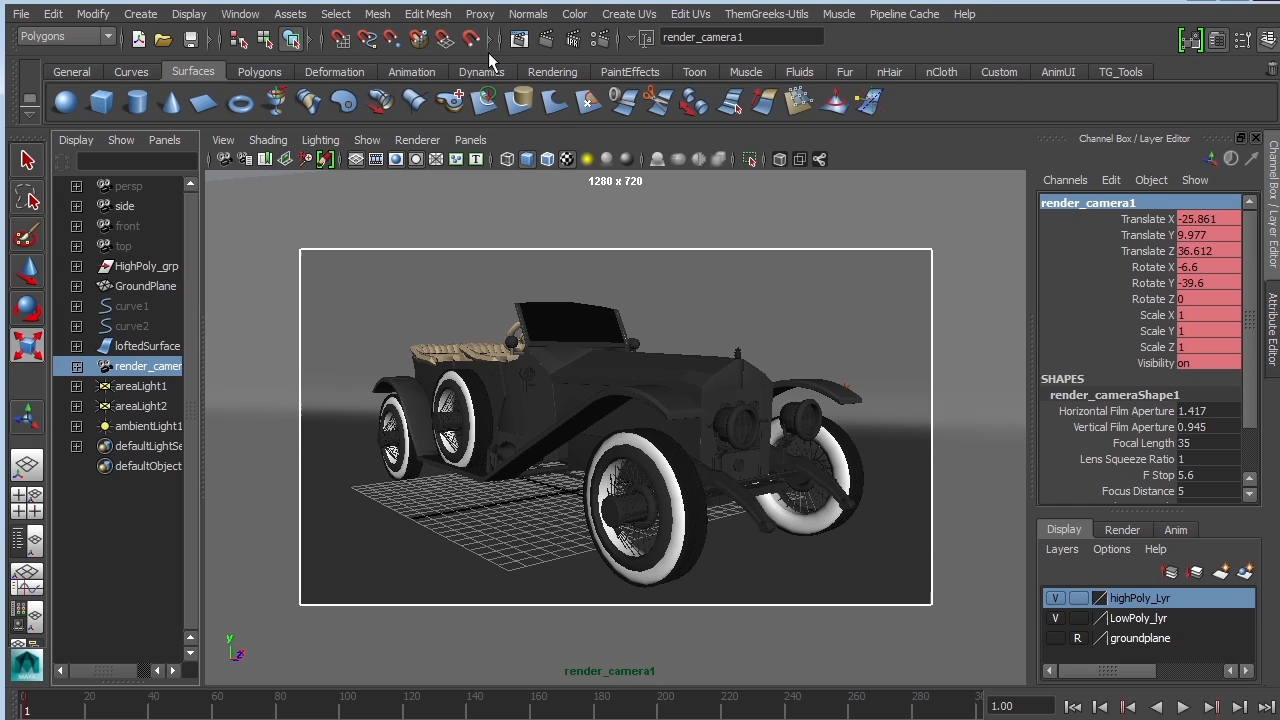 File Edit Modify Create Display Window Assets Select Mesh Edit Mesh Proxy Normals Color Create UVs Edit UVs ThemGreeks-Utils Muscle Pipeline Cache Help
Polygons render_camera1
General Curves Surfaces Polygons Deformation Animation Dynamics Rendering PaintEffects Toon Muscle Fluids Fur nHair nCloth Custom AnimUI TG_Tools
Display Show Panels
View Shading Lighting Show Renderer Panels
Channel Box / Layer Editor
Channels Edit Object Show
1280 x 720
persp
side
front
top
HighPoly_grp
GroundPlane
curve1
curve2
loftedSurface
render_camer
areaLight1
areaLight2
ambientLight1
defaultLightSe
defaultObject
render_camera1
Translate X -25.861
Translate Y 9.977
Translate Z 36.612
Rotate X -6.6
Rotate Y -39.6
Rotate Z 0
Scale X 1
Scale Y 1
Scale Z 1
Visibility on
SHAPES
render_cameraShape1
Horizontal Film Aperture 1.417
Vertical Film Aperture 0.945
Focal Length 35
Lens Squeeze Ratio 1
F Stop 5.6
Focus Distance 5
Channel Box / Layer Editor
Attribute Editor
Display Render Anim
Layers Options Help
V highPoly_Lyr
V LowPoly_lyr
R groundplane
y
z
render_camera1
20 40 60 80 100 120 140 160 180 200 220 240 260 280
1
1.00